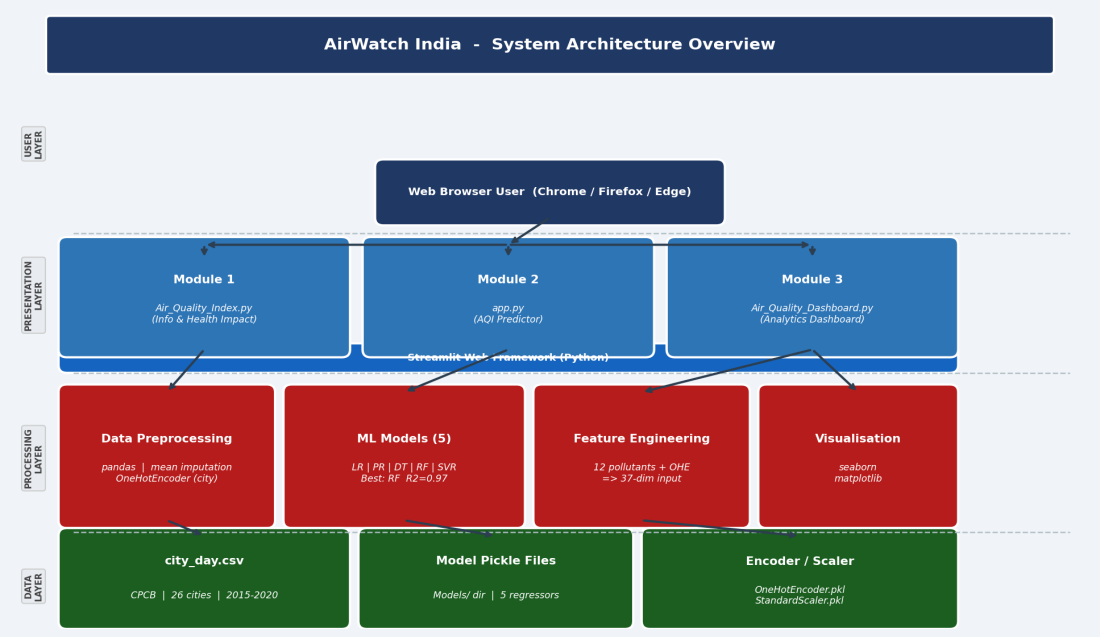 AirWatch India - System Architecture Overview
USER
LAYER
Web Browser User (Chrome / Firefox / Edge)
PRESENTATION
LAYER
Module 1
Air_Quality_Index.py
(Info & Health Impact)
Module 2
app.py
(AQI Predictor)
Module 3
Air_Quality_Dashboard.py
(Analytics Dashboard)
Streamlit Web Framework (Python)
PROCESSING
LAYER
Data Preprocessing
pandas | mean imputation
OneHotEncoder (city)
ML Models (5)
LR | PR | DT | RF | SVR
Best: RF R2=0.97
Feature Engineering
12 pollutants + OHE
=> 37-dim input
Visualisation
seaborn
matplotlib
DATA
LAYER
city_day.csv
CPCB | 26 cities | 2015-2020
Model Pickle Files
Models/ dir | 5 regressors
Encoder / Scaler
OneHotEncoder.pkl
StandardScaler.pkl